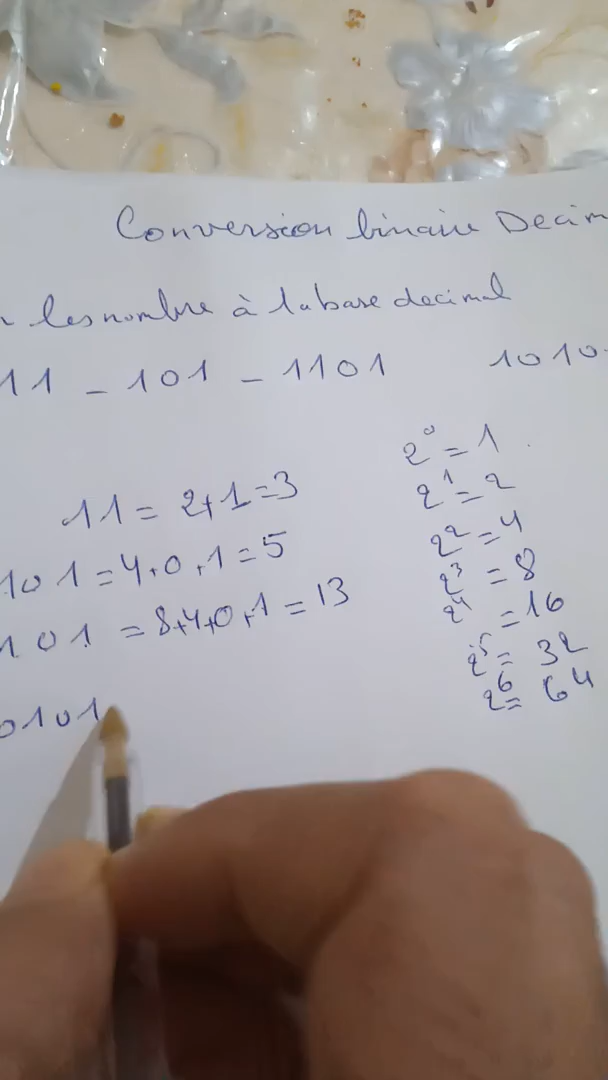 Conversion binaire Decim
les nombre à la base decimal
11 - 101 - 1101 1010
2⁰ = 1
11 = 2+1=3
2¹ = 2
101 = 4+0+1=5
2² = 4
2³ = 8
101 = 8+4+0+1=13
2⁴ = 16
2⁵ = 32
2⁶ = 64
0101